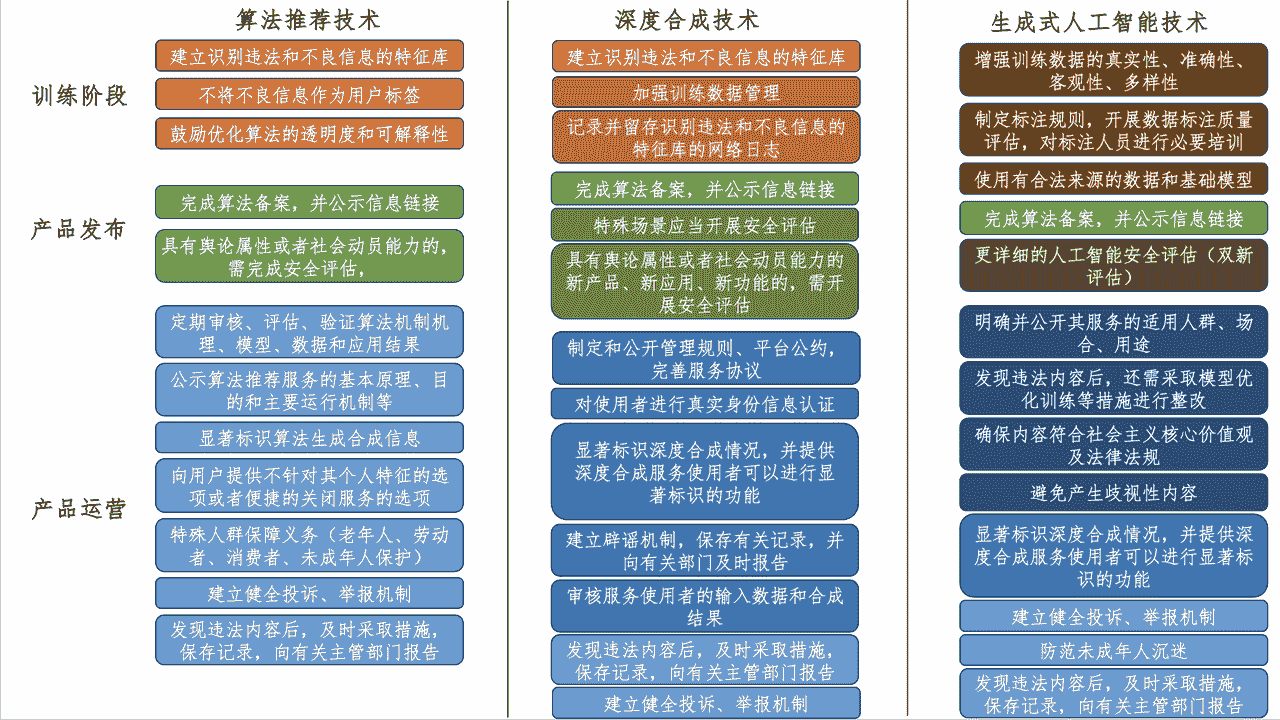 算法推荐技术
训练阶段
建立识别违法和不良信息的特征库
不将不良信息作为用户标签
鼓励优化算法的透明度和可解释性
产品发布
完成算法备案，并公示信息链接
具有舆论属性或者社会动员能力的，
需完成安全评估，
产品运营
定期审核、评估、验证算法机制机
理、模型、数据和应用结果
公示算法推荐服务的基本原理、目
的和主要运行机制等
显著标识算法生成合成信息
向用户提供不针对其个人特征的选
项或者便捷的关闭服务的选项
特殊人群保障义务（老年人、劳动
者、消费者、未成年人保护）
建立健全投诉、举报机制
发现违法内容后，及时采取措施，
保存记录，向有关主管部门报告
深度合成技术
建立识别违法和不良信息的特征库
加强训练数据管理
记录并留存识别违法和不良信息的
特征库的网络日志
完成算法备案，并公示信息链接
特殊场景应当开展安全评估
具有舆论属性或者社会动员能力的
新产品、新应用、新功能的，需开
展安全评估
制定和公开管理规则、平台公约，
完善服务协议
对使用者进行真实身份信息认证
显著标识深度合成情况，并提供
深度合成服务使用者可以进行显
著标识的功能
建立辟谣机制，保存有关记录，并
向有关部门及时报告
审核服务使用者的输入数据和合成
结果
发现违法内容后，及时采取措施，
保存记录，向有关主管部门报告
建立健全投诉、举报机制
生成式人工智能技术
增强训练数据的真实性、准确性、
客观性、多样性
制定标注规则，开展数据标注质量
评估，对标注人员进行必要培训
使用有合法来源的数据和基础模型
完成算法备案，并公示信息链接
更详细的人工智能安全评估（双新
评估）
明确并公开其服务的适用人群、场
合、用途
发现违法内容后，还需采取模型优
化训练等措施进行整改
确保内容符合社会主义核心价值观
及法律法规
避免产生歧视性内容
显著标识深度合成情况，并提供深
度合成服务使用者可以进行显著标
识的功能
建立健全投诉、举报机制
防范未成年人沉迷
发现违法内容后，及时采取措施，
保存记录，向有关主管部门报告